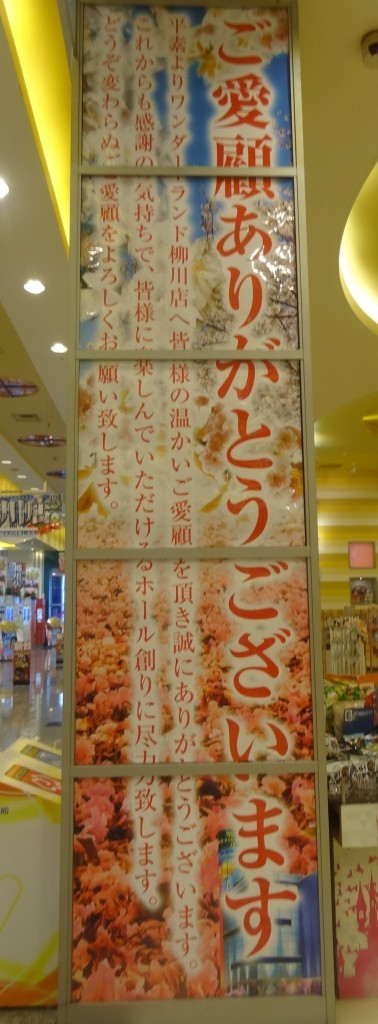 ご愛顧ありがとうございます
平素よりワンダーランド柳川店へ皆様の温かいご愛顧を頂き誠にありがとうございます。
これからも感謝の気持ちで、皆様に楽しんでいただけるホール創りに尽力致します。
どうぞ変わらぬご愛顧をよろしくお願い致します。